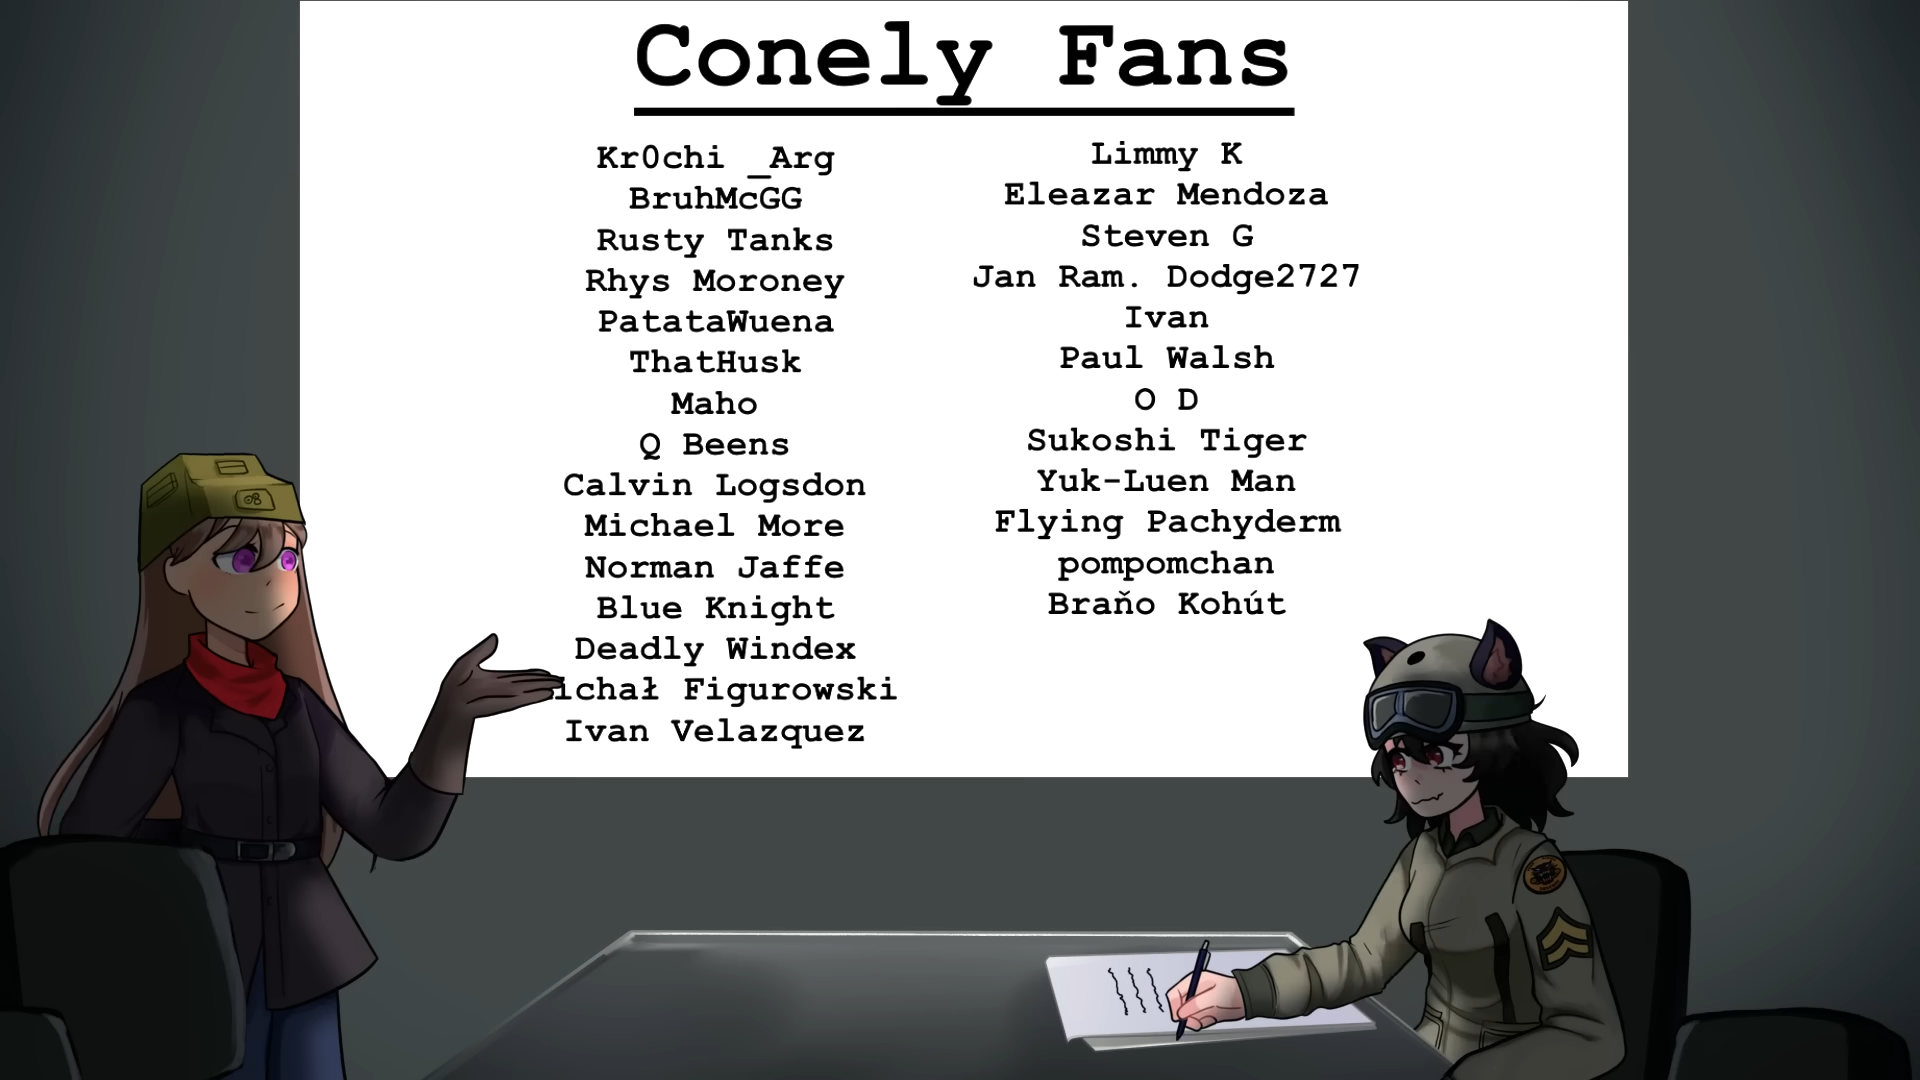 Conely Fans
Kr0chi _Arg
BruhMcGG
Rusty Tanks
Rhys Moroney
PatataWuena
ThatHusk
Maho
Q Beens
Calvin Logsdon
Michael More
Norman Jaffe
Blue Knight
Deadly Windex
ichał Figurowski
Ivan Velazquez
Limmy K
Eleazar Mendoza
Steven G
Jan Ram. Dodge2727
Ivan
Paul Walsh
O D
Sukoshi Tiger
Yuk-Luen Man
Flying Pachyderm
pompomchan
Braňo Kohút